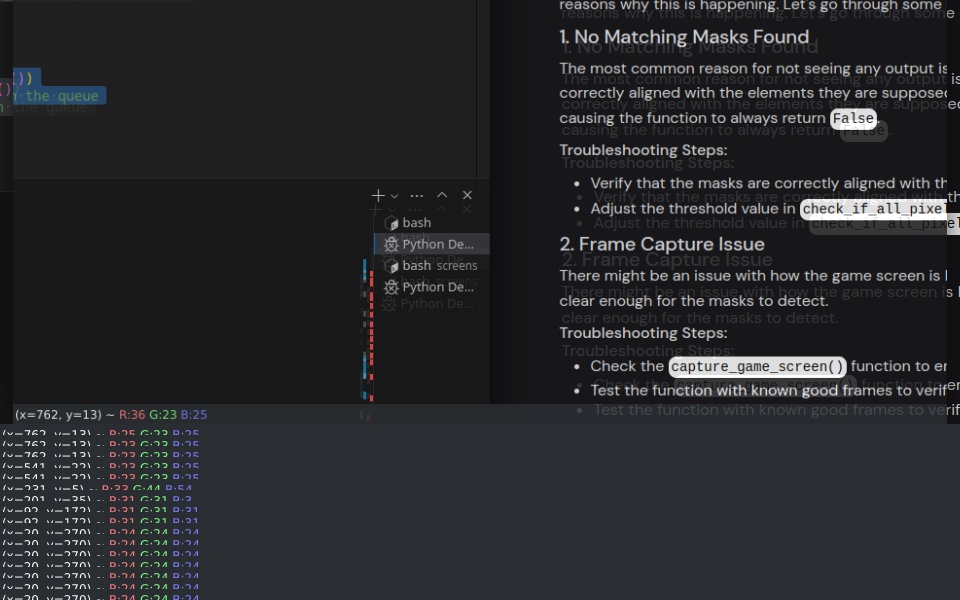 reasons why this is happening. Let's go through some
1. No Matching Masks Found
The most common reason for not seeing any output is
correctly aligned with the elements they are suppose
causing the function to always return False.
Troubleshooting Steps:
• Verify that the masks are correctly aligned with th
• Adjust the threshold value in check_if_all_pixe
2. Frame Capture Issue
There might be an issue with how the game screen is
clear enough for the masks to detect.
Troubleshooting Steps:
• Check the capture_game_screen() function to er
• Test the function with known good frames to verif
())
the queue
bash
Python De...
bash screens
Python De...
(x=762, y=13) ~ R:36 G:23 B:25
(x=762, y=13) ~ R:25 G:23 B:25
(x=762, y=13) ~ R:23 G:23 B:25
(x=762, y=13) ~ R:23 G:23 B:25
(x=541, y=22) ~ R:23 G:23 B:25
(x=541, y=22) ~ R:23 G:23 B:25
(x=231, y=5) ~ R:33 G:44 B:54
(x=201, y=35) ~ R:31 G:31 B:3
(x=92, y=172) ~ R:31 G:31 B:31
(x=92, y=172) ~ R:31 G:31 B:31
(x=20, y=270) ~ R:24 G:24 B:24
(x=20, y=270) ~ R:24 G:24 B:24
(x=20, y=270) ~ R:24 G:24 B:24
(x=20, y=270) ~ R:24 G:24 B:24
(x=20, y=270) ~ R:24 G:24 B:24
(x=20, y=270) ~ R:24 G:24 B:24
(x=20, y=270) ~ R:24 G:24 B:24